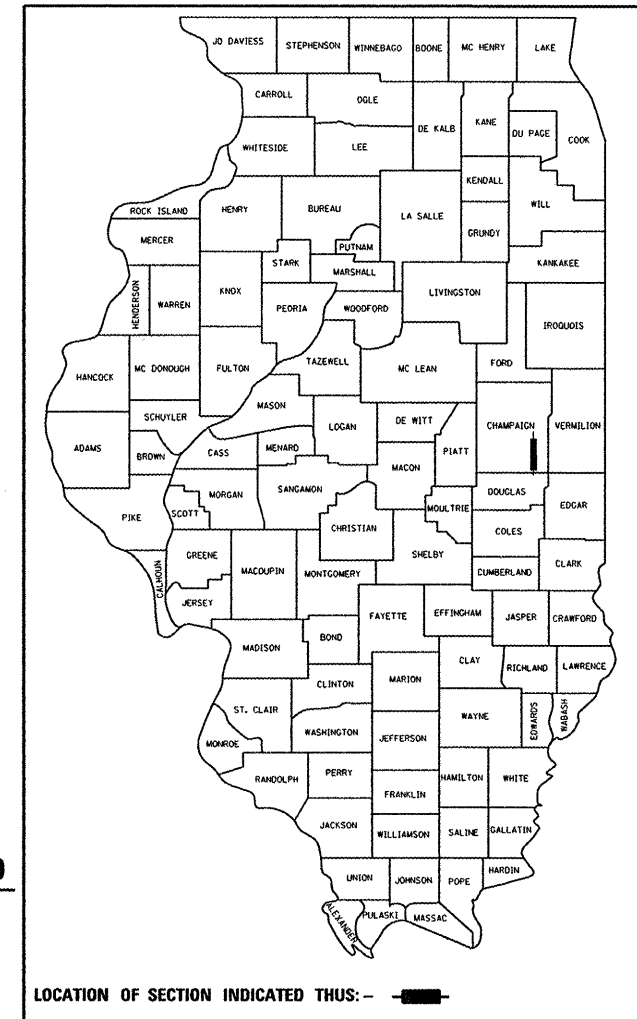 JO DAVIESS STEPHENSON WINNEBAGO BOONE MC HENRY LAKE
CARROLL OGLE DE KALB KANE DU PAGE COOK
WHITESIDE LEE
KENDALL WILL
ROCK ISLAND HENRY BUREAU LA SALLE GRUNDY
MERCER PUTNAM
STARK MARSHALL KANKAKEE
HENDERSON WARREN KNOX PEORIA WOODFORD LIVINGSTON IROQUOIS
HANCOCK MC DONOUGH FULTON TAZEWELL MC LEAN FORD
MASON
SCHUYLER LOGAN DE WITT CHAMPAIGN VERMILION
ADAMS BROWN CASS MENARD PIATT
MACON
MORGAN SANGAMON DOUGLAS
PIKE SCOTT CHRISTIAN MOULTRIE EDGAR
COLES
GREENE SHELBY
CALHOUN MACOUPIN MONTGOMERY CUMBERLAND CLARK
JERSEY FAYETTE EFFINGHAM JASPER CRAWFORD
MADISON BOND
CLAY RICHLAND LAWRENCE
CLINTON MARION
ST. CLAIR WAYNE EDWARDS WABASH
WASHINGTON JEFFERSON
MONROE
RANDOLPH PERRY HAMILTON WHITE
FRANKLIN
JACKSON WILLIAMSON SALINE GALLATIN
UNION JOHNSON POPE HARDIN
ALEXANDER PULASKI MASSAC
LOCATION OF SECTION INDICATED THUS: –